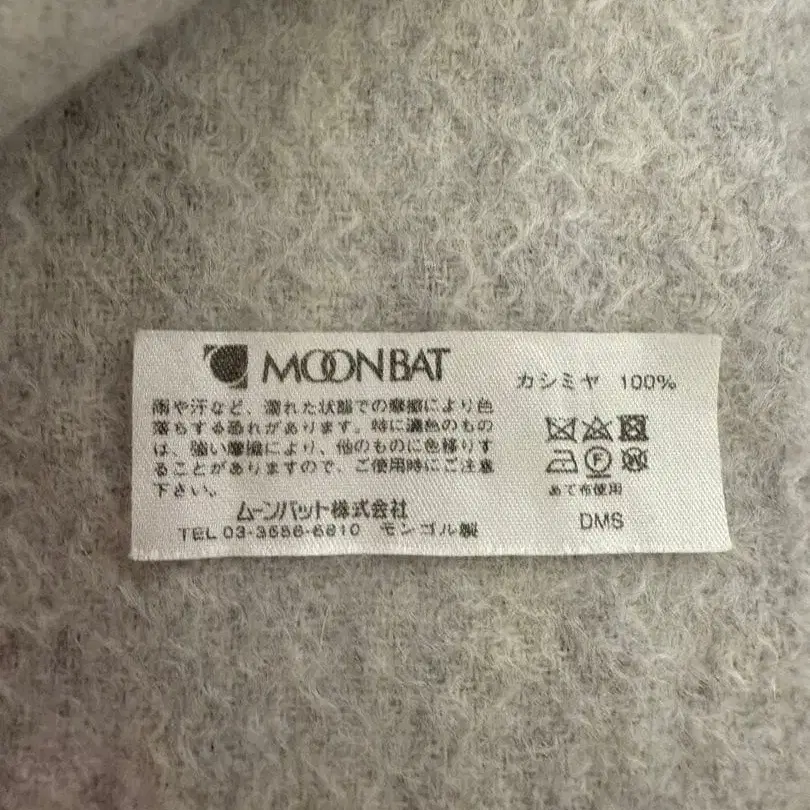 MOONBAT
カシミヤ 100%
雨や汗など、濡れた状態での摩擦により色
落ちする恐れがあります。特に濃色のもの
は、強い摩擦により、他のものに色移りす
ることがありますので、ご使用時にご注意
下さい。
ムーンバット株式会社
TEL 03-3556-6810 モンゴル製
F
W
あて布使用
DMS